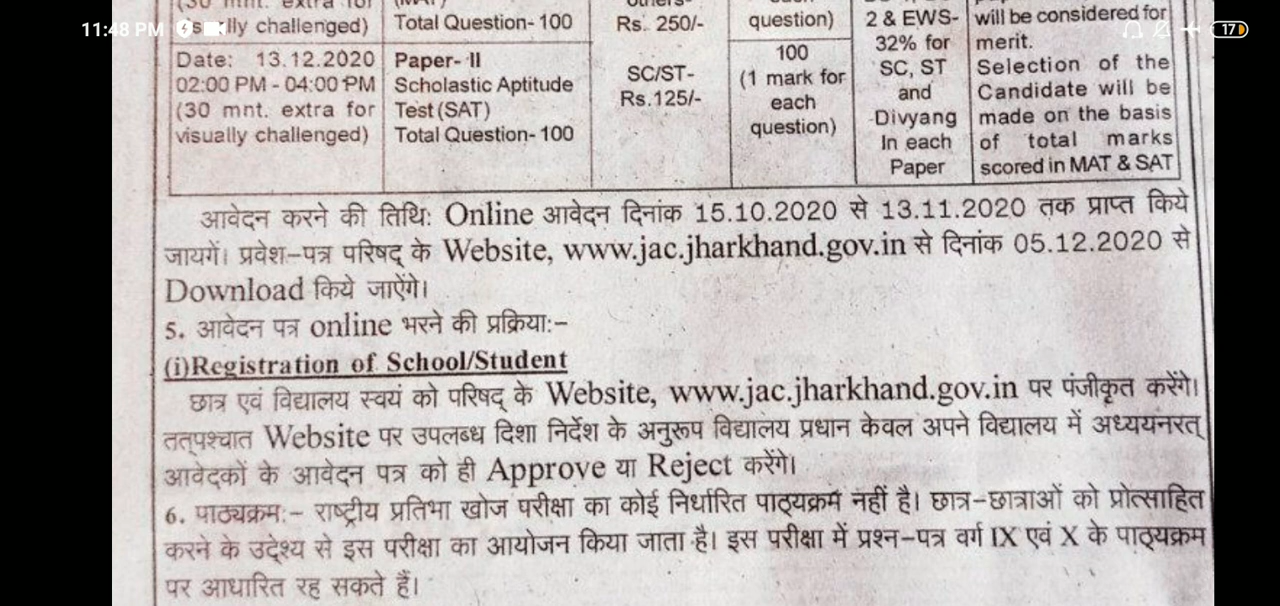 11:48 PM
17
(30 mnt. extra for
visually challenged)
Total Question- 100
Rs. 250/-
question)
2 & EWS-
32% for
SC, ST
and
Divyang
In each
Paper
will be considered for
merit.
Selection of the
Candidate will be
made on the basis
of total marks
scored in MAT & SAT
Date: 13.12.2020
02:00 PM - 04:00 PM
(30 mnt. extra for
visually challenged)
Paper- II
Scholastic Aptitude
Test (SAT)
Total Question- 100
SC/ST-
Rs.125/-
100
(1 mark for
each
question)
आवेदन करने की तिथि: Online आवेदन दिनांक 15.10.2020 से 13.11.2020 तक प्राप्त किये
जायगें। प्रवेश-पत्र परिषद् के Website, www.jac.jharkhand.gov.in से दिनांक 05.12.2020 से
Download किये जाऐंगे।
5. आवेदन पत्र online भरने की प्रक्रिया:-
(i)Registration of School/Student
छात्र एवं विद्यालय स्वयं को परिषद् के Website, www.jac.jharkhand.gov.in पर पंजीकृत करेंगे।
तत्पश्चात Website पर उपलब्ध दिशा निर्देश के अनुरूप विद्यालय प्रधान केवल अपने विद्यालय में अध्ययनरत्
आवेदकों के आवेदन पत्र को ही Approve या Reject करेंगे।
6. पाठ्यक्रम:- राष्ट्रीय प्रतिभा खोज परीक्षा का कोई निर्धारित पाठ्यक्रम नहीं है। छात्र-छात्राओं को प्रोत्साहित
करने के उद्देश्य से इस परीक्षा का आयोजन किया जाता है। इस परीक्षा में प्रश्न-पत्र वर्ग IX एवं X के पाठ्यक्रम
पर आधारित रह सकते हैं।